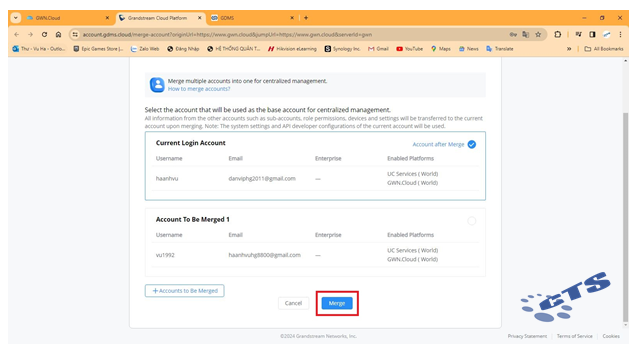 GWN.Cloud
Grandstream Cloud Platform
GDMS
account.gdms.cloud/merge-account?originUrl=https://www.gwn.cloud&jumpUrl=https://www.gwn.cloud&serverId=gwn
Thư - Vu Ha - Outlo...
Epic Games Store |...
Zalo Web
Đăng Nhập
HỆ THỐNG QUẢN T...
Hikvision eLearning
Synology Inc.
Gmail
YouTube
Maps
News
Translate
All Bookmarks
Merge multiple accounts into one for centralized management.
How to merge accounts?
Select the account that will be used as the base account for centralized management.
All information from the other accounts such as sub-accounts, role permissions, devices and settings will be transferred to the current
account upon merging. Note: The system settings and API developer configurations of the current account will be used.
Current Login Account
Account after Merge
Username Email Enterprise Enabled Platforms
haanhvu danviphg2011@gmail.com — UC Services ( World)
GWN.Cloud ( World)
Account To Be Merged 1
Username Email Enterprise Enabled Platforms
vu1992 haanhvuhg8800@gmail.com — UC Services ( World)
GWN.Cloud ( World)
+ Accounts to Be Merged
Cancel Merge
CTS
©2024 Grandstream Networks, Inc.
Privacy Statement | Terms of Service | Cookies